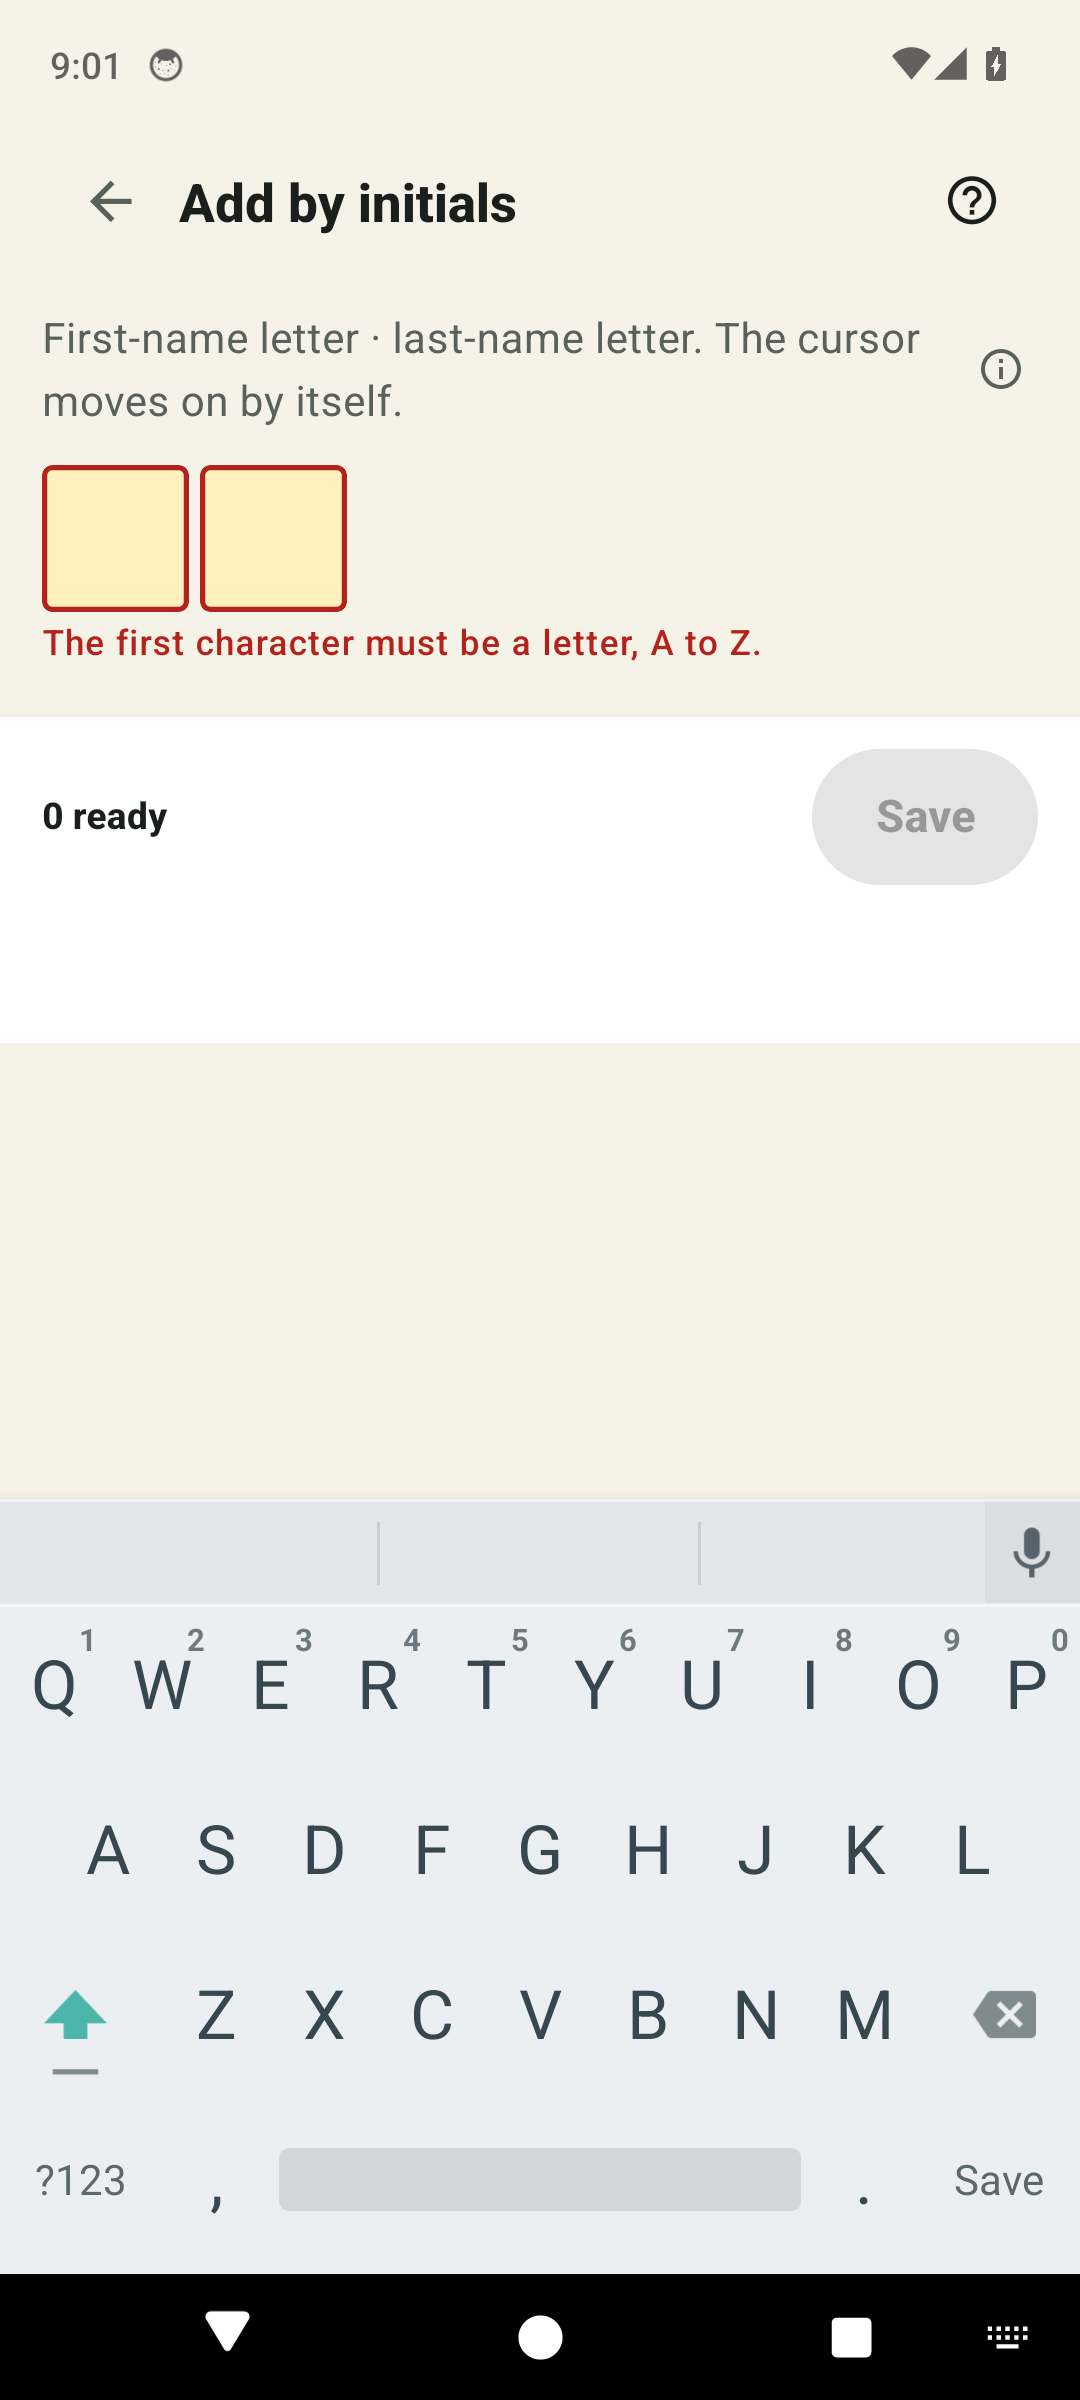 9:01
Add by initials
First-name letter · last-name letter. The cursor
moves on by itself.
The first character must be a letter, A to Z.
0 ready
Save
1 2 3 4 5 6 7 8 9 0
Q W E R T Y U I O P
A S D F G H J K L
Z X C V B N M
?123 , . Save